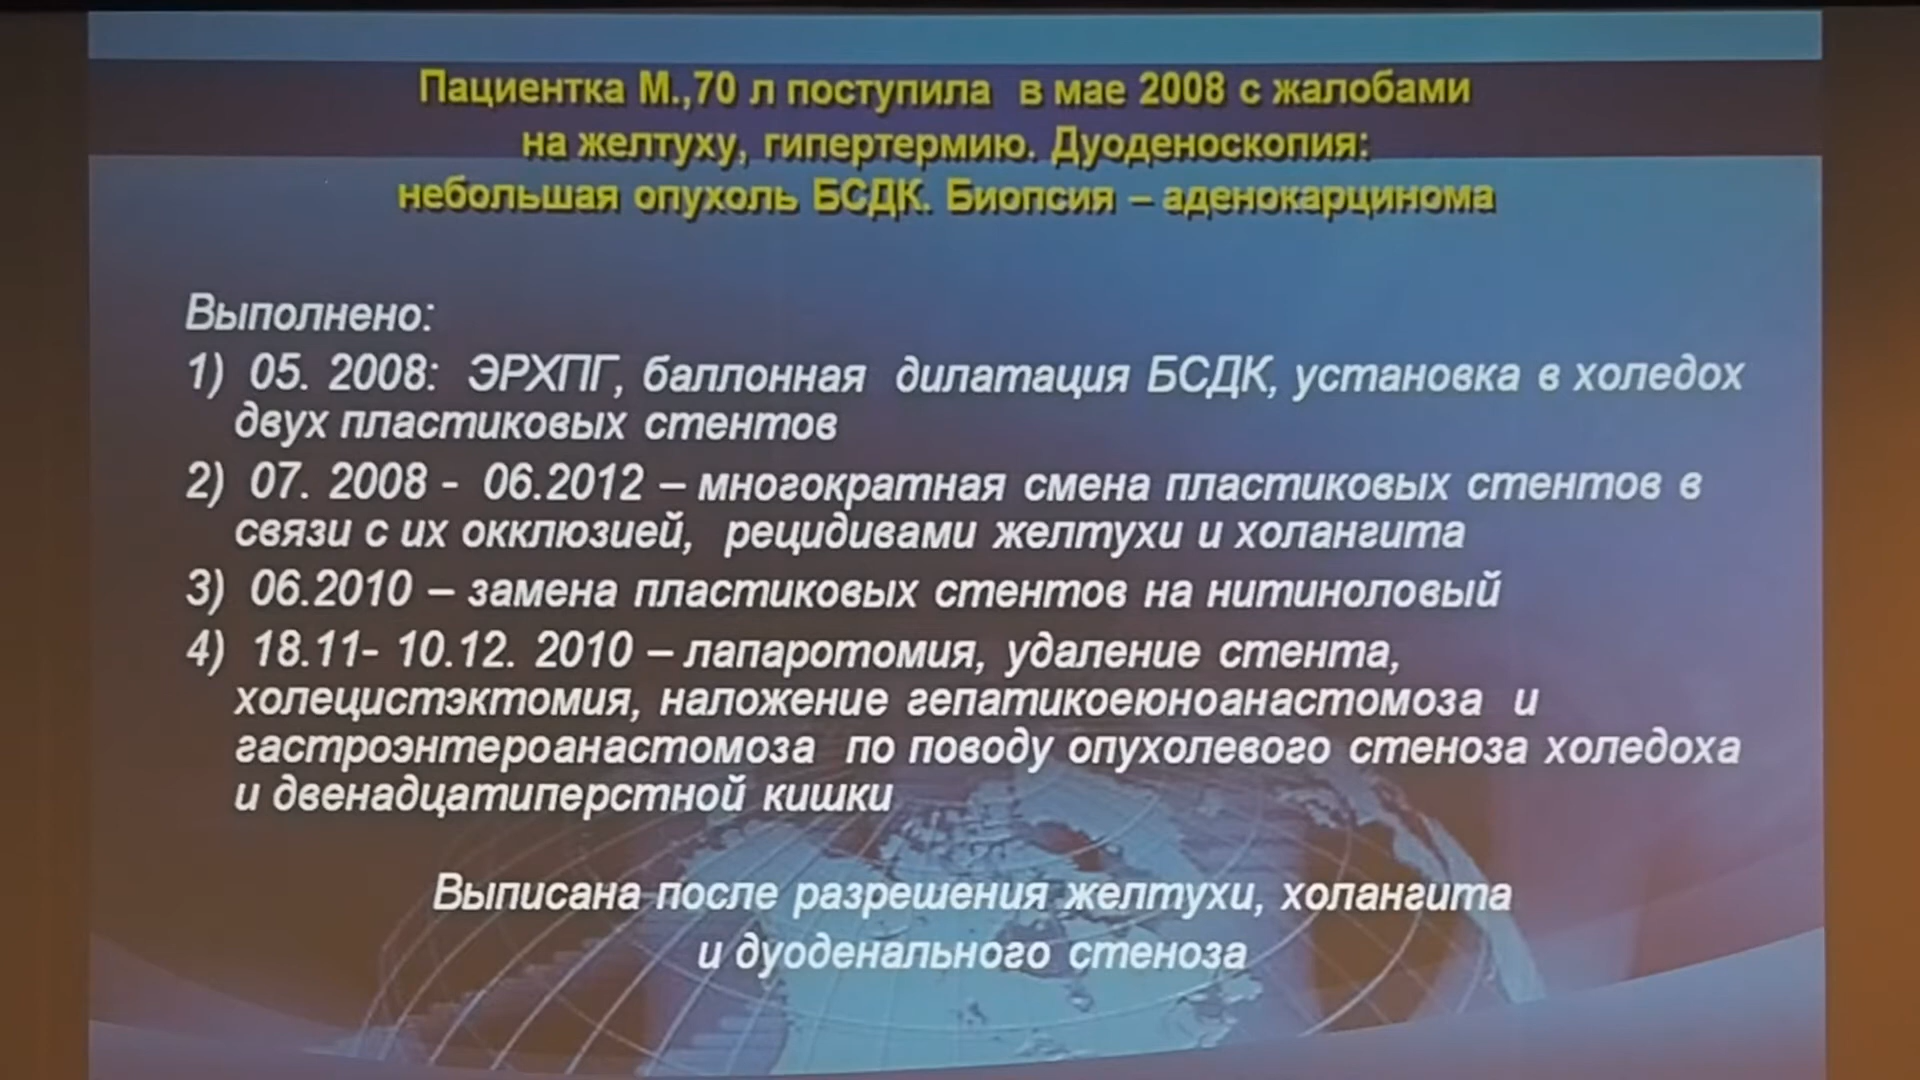 Пациентка М.,70 л поступила в мае 2008 с жалобами
на желтуху, гипертермию. Дуоденоскопия:
небольшая опухоль БСДК. Биопсия – аденокарцинома
Выполнено:
1) 05. 2008: ЭРХПГ, баллонная дилатация БСДК, установка в холедох
двух пластиковых стентов
2) 07. 2008 - 06.2012 – многократная смена пластиковых стентов в
связи с их окклюзией, рецидивами желтухи и холангита
3) 06.2010 – замена пластиковых стентов на нитиноловый
4) 18.11- 10.12. 2010 – лапаротомия, удаление стента,
холецистэктомия, наложение гепатикоеюноанастомоза и
гастроэнтероанастомоза по поводу опухолевого стеноза холедоха
и двенадцатиперстной кишки
Выписана после разрешения желтухи, холангита
и дуоденального стеноза